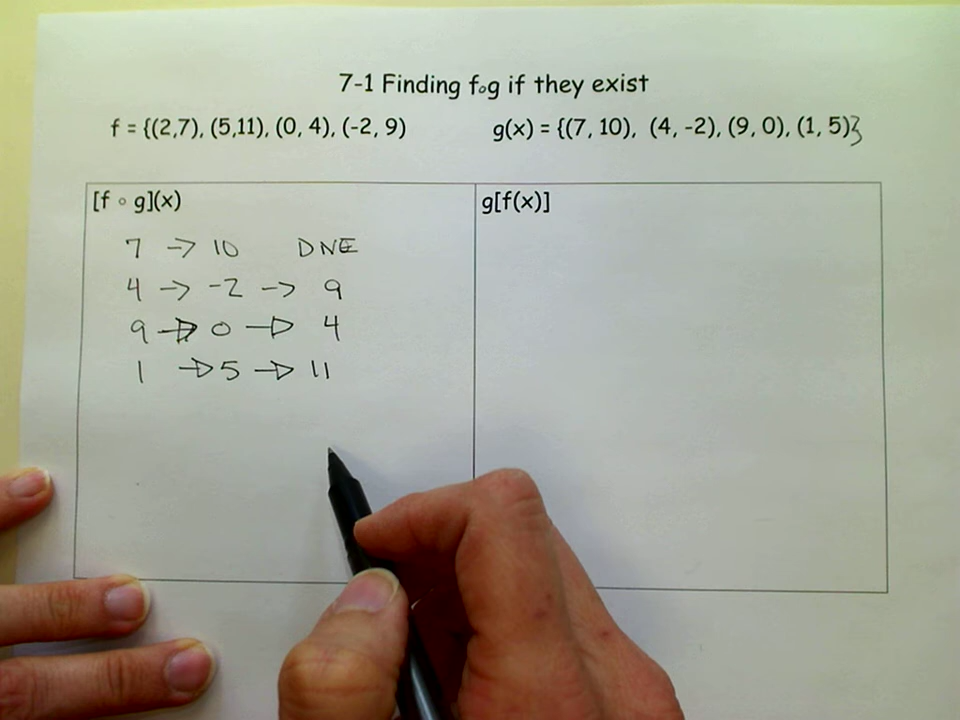 7-1 Finding f∘g if they exist
f = {(2,7), (5,11), (0, 4), (-2, 9)
g(x) = {(7, 10), (4, -2), (9, 0), (1, 5)}
[f ∘ g](x)
7 → 10 DNE
4 → -2 → 9
9 → 0 → 4
1 → 5 → 11
g[f(x)]